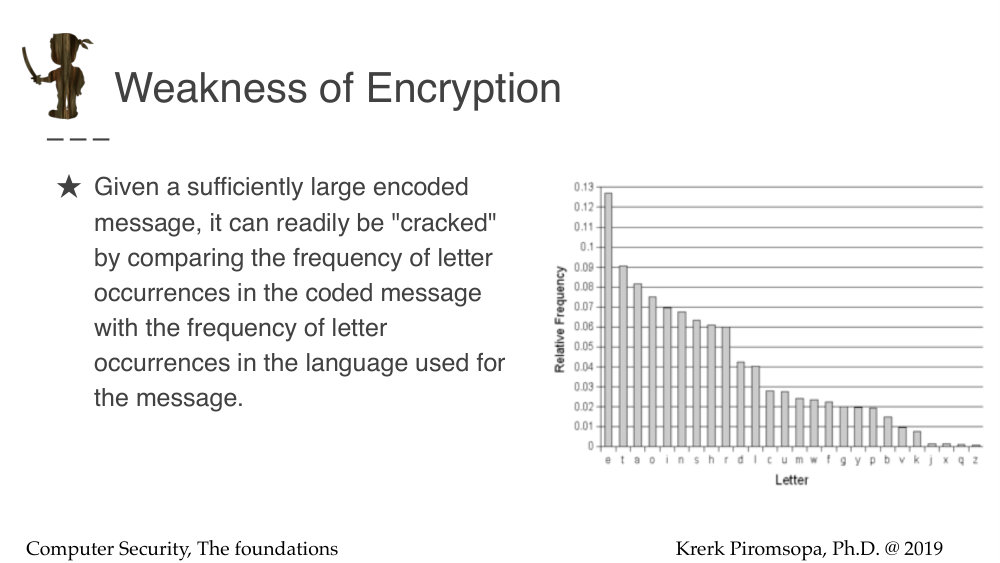 Weakness of Encryption
★ Given a sufficiently large encoded
message, it can readily be "cracked"
by comparing the frequency of letter
occurrences in the coded message
with the frequency of letter
occurrences in the language used for
the message.
0.13
0.12
0.11
0.1
0.09
0.08
0.07
0.06
0.05
0.04
0.03
0.02
0.01
0
Relative Frequency
e t a o i n s h r d l c u m w f g y p b v k j x q z
Letter
Computer Security, The foundations
Krerk Piromsopa, Ph.D. @ 2019